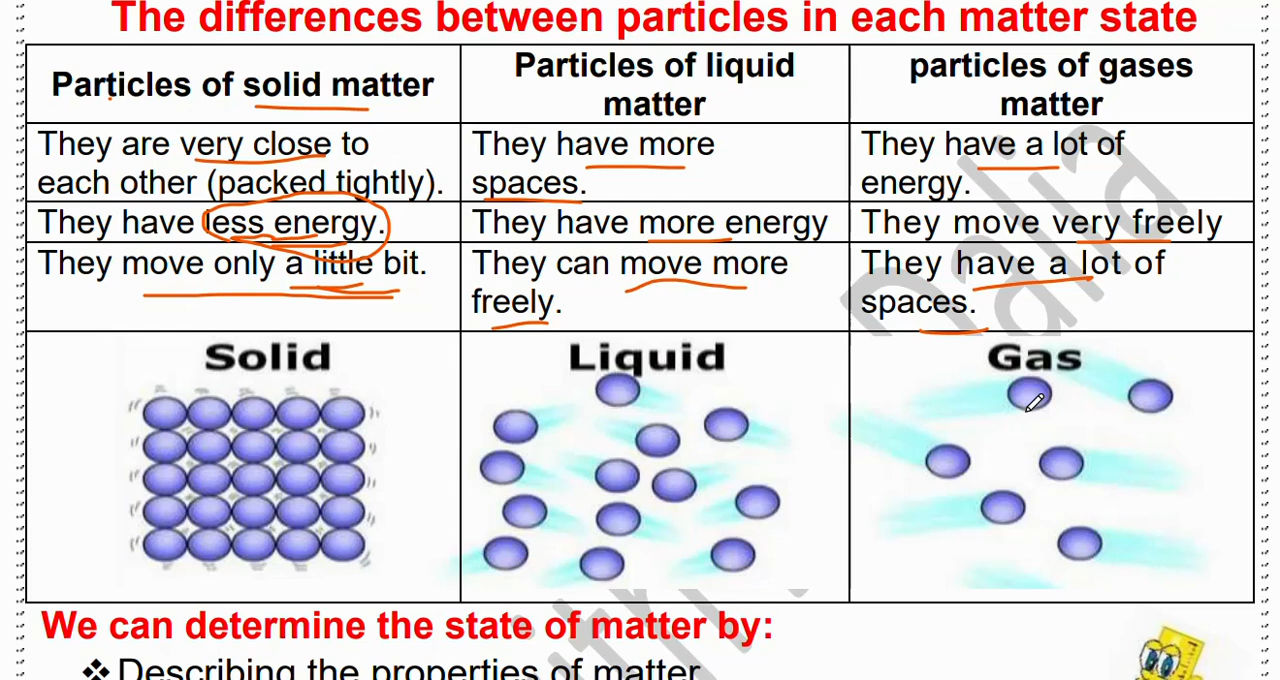 The differences between particles in each matter state
Particles of solid matter
Particles of liquid
matter
particles of gases
matter
They are very close to
each other (packed tightly).
They have more
spaces.
They have a lot of
energy.
They have less energy.
They have more energy
They move very freely
They move only a little bit.
They can move more
freely.
They have a lot of
spaces.
Solid
Liquid
Gas
We can determine the state of matter by:
❖ Describing the properties of matter